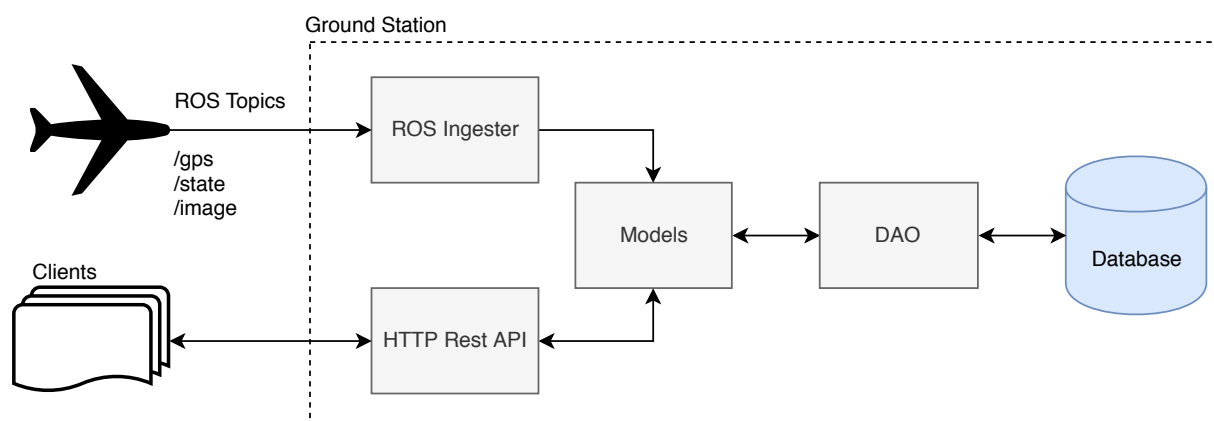 Ground Station
ROS Topics
/gps
/state
/image
ROS Ingester
Models
DAO
Database
Clients
HTTP Rest API